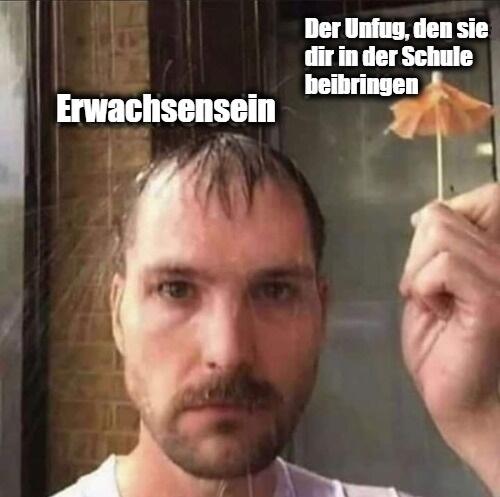 Der Unfug, den sie
dir in der Schule
beibringen
Erwachsensein